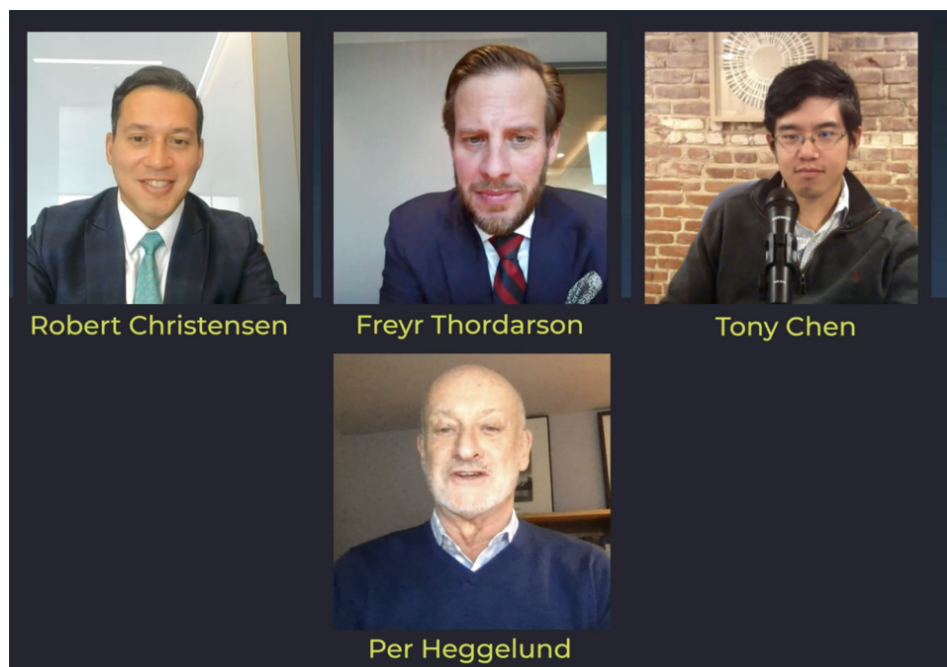 Robert Christensen
Freyr Thordarson
Tony Chen
Per Heggelund